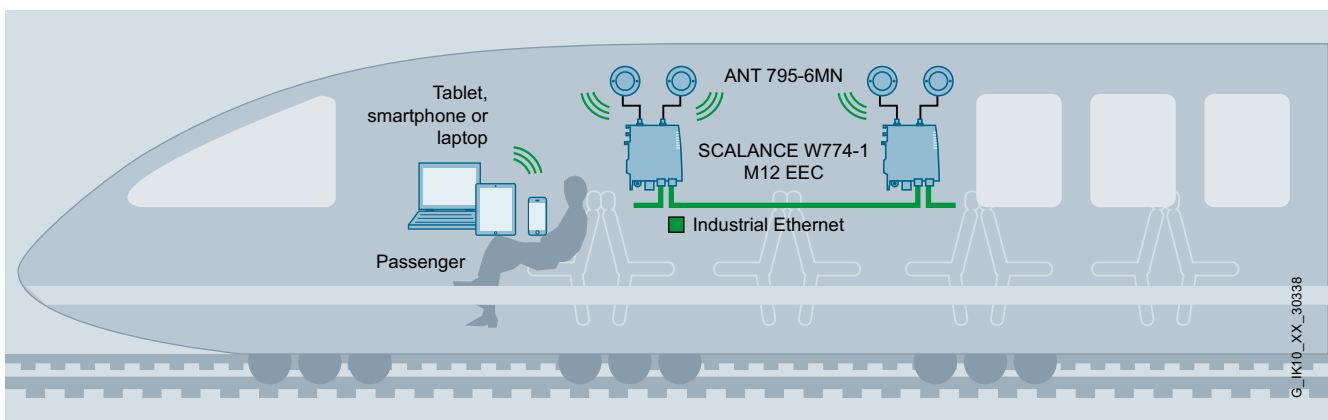 ANT 795-6MN
Tablet,
smartphone or
laptop
SCALANCE W774-1
M12 EEC
Industrial Ethernet
Passenger
G_IK10_XX_30338